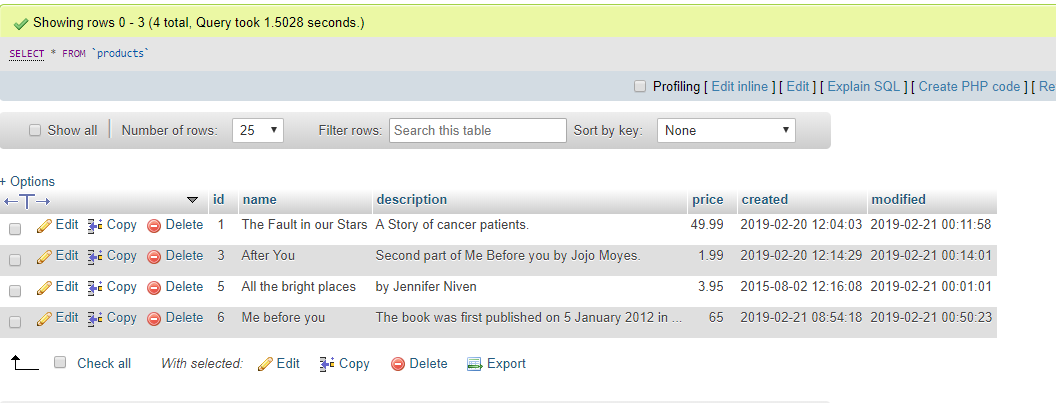 Showing rows 0 - 3 (4 total, Query took 1.5028 seconds.)
SELECT * FROM `products`
Profiling [ Edit inline ] [ Edit ] [ Explain SQL ] [ Create PHP code ] [ Re
Show all | Number of rows: 25 Filter rows: Search this table Sort by key: None
+ Options
id name description price created modified
Edit Copy Delete 1 The Fault in our Stars A Story of cancer patients. 49.99 2019-02-20 12:04:03 2019-02-21 00:11:58
Edit Copy Delete 3 After You Second part of Me Before you by Jojo Moyes. 1.99 2019-02-20 12:14:29 2019-02-21 00:14:01
Edit Copy Delete 5 All the bright places by Jennifer Niven 3.95 2015-08-02 12:16:08 2019-02-21 00:01:01
Edit Copy Delete 6 Me before you The book was first published on 5 January 2012 in ... 65 2019-02-21 08:54:18 2019-02-21 00:50:23
Check all With selected: Edit Copy Delete Export